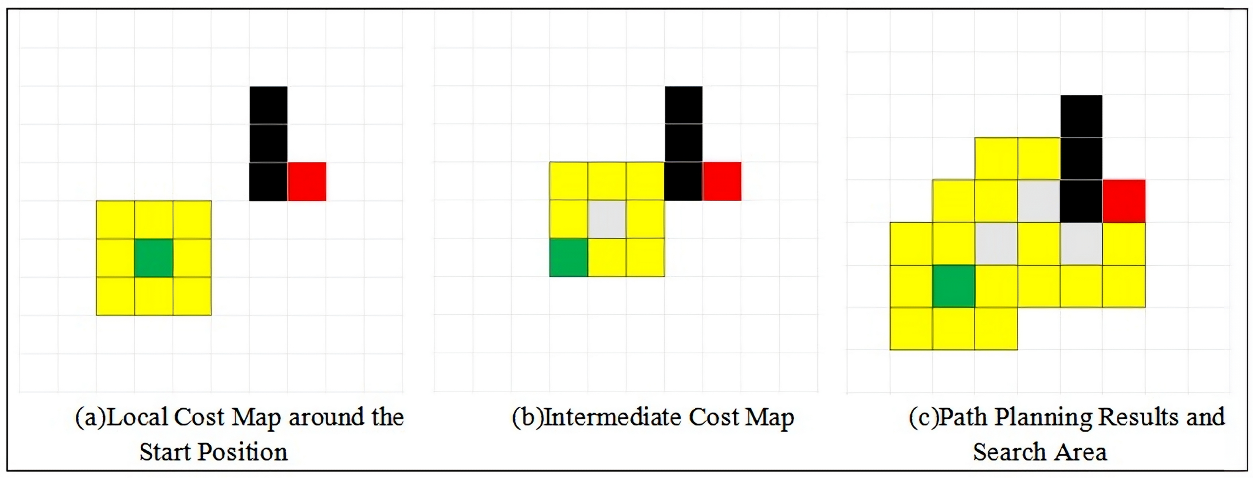 (a)Local Cost Map around the
Start Position
(b)Intermediate Cost Map
(c)Path Planning Results and
Search Area